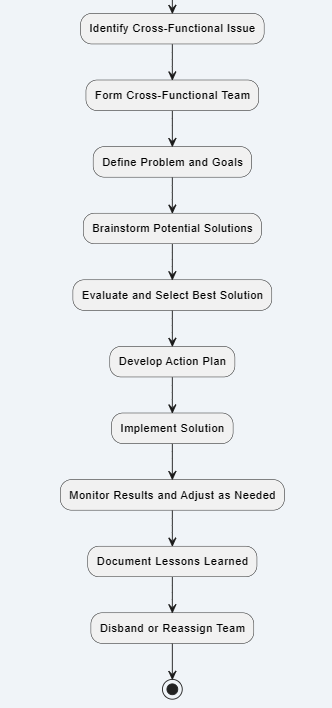 Identify Cross-Functional Issue
Form Cross-Functional Team
Define Problem and Goals
Brainstorm Potential Solutions
Evaluate and Select Best Solution
Develop Action Plan
Implement Solution
Monitor Results and Adjust as Needed
Document Lessons Learned
Disband or Reassign Team